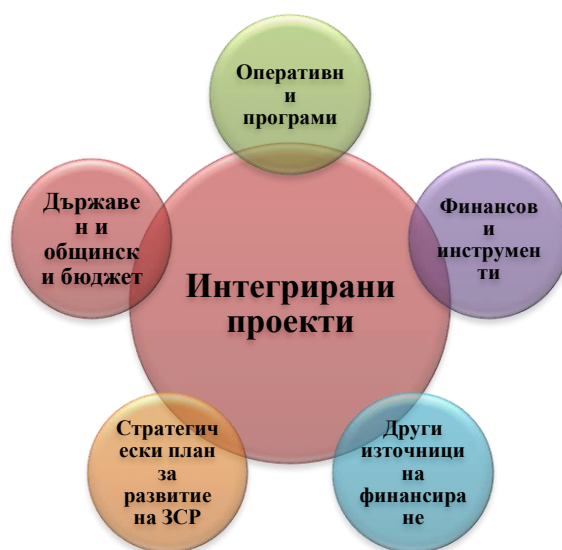 Оперативн
и
програми
Държаве
н и
общинск
и бюджет
Финансов
и
инструмен
ти
Интегрирани
проекти
Стратегич
ески план
за
развитие
на ЗСР
Други
източници
на
финансира
не